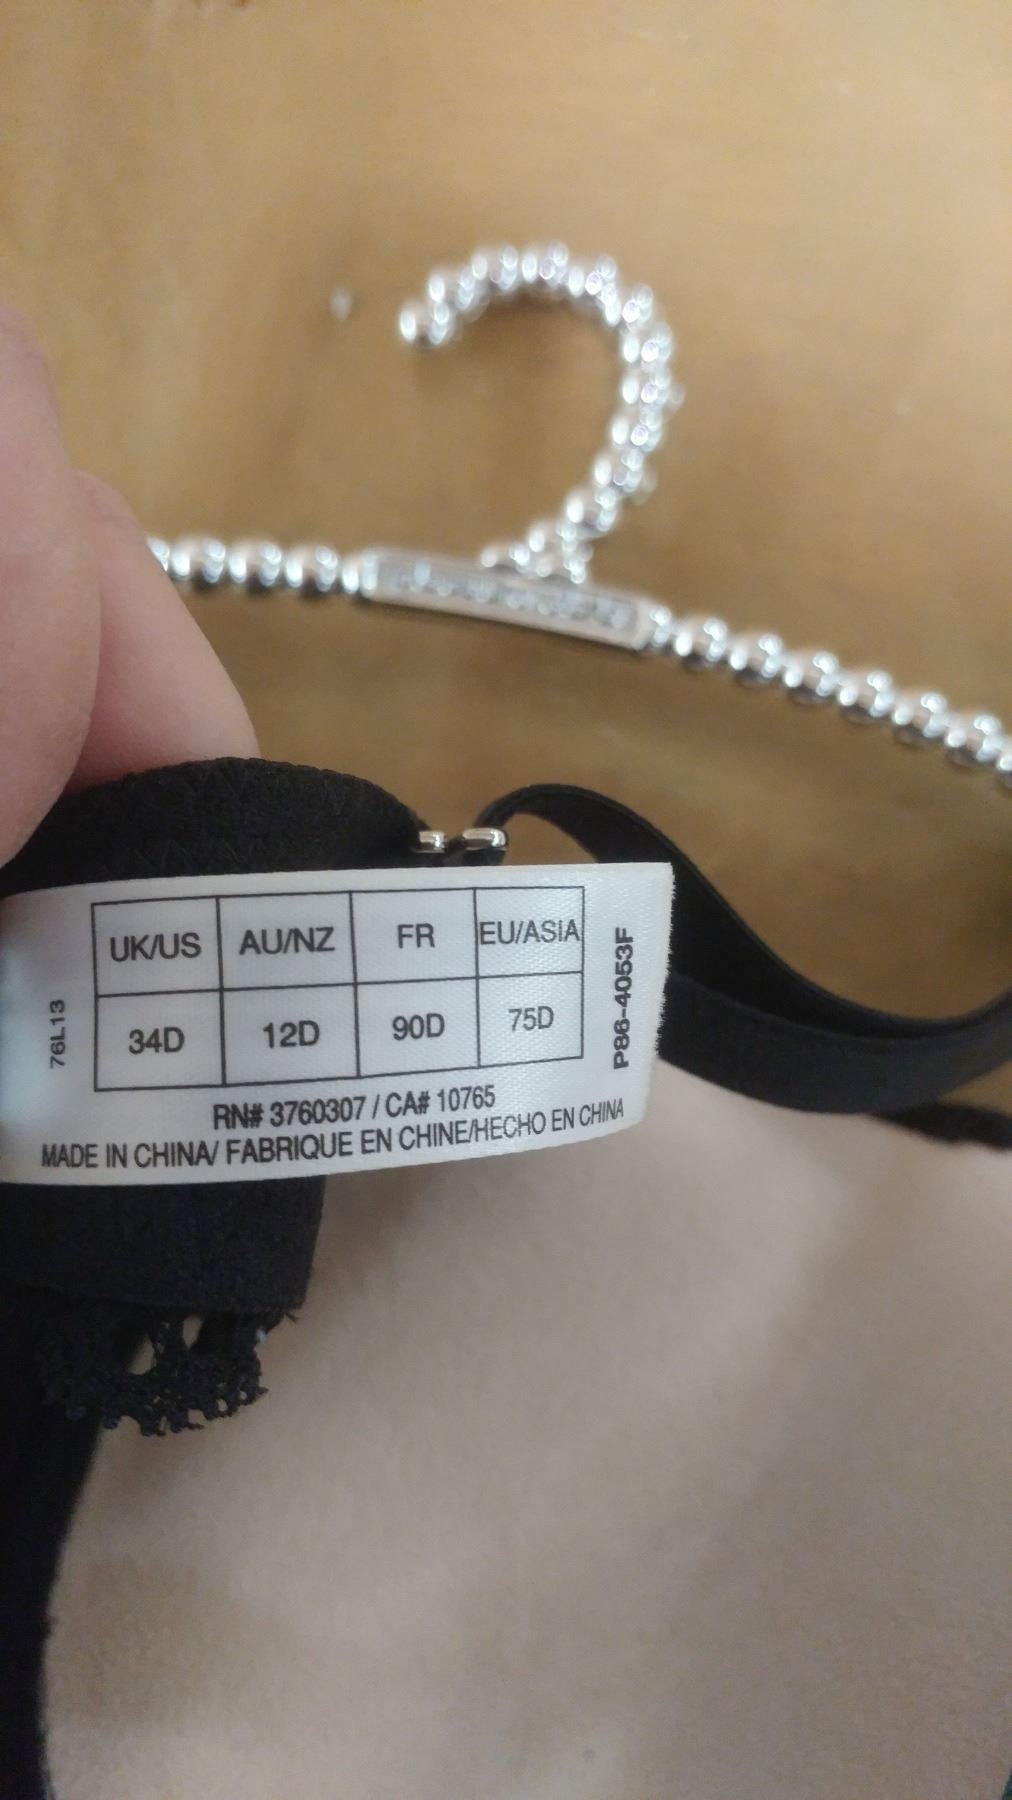 UK/US AU/NZ FR EU/ASIA
34D 12D 90D 75D
RN# 3760307 / CA# 10765
MADE IN CHINA/ FABRIQUE EN CHINE/HECHO EN CHINA
76L13
P86-4053F